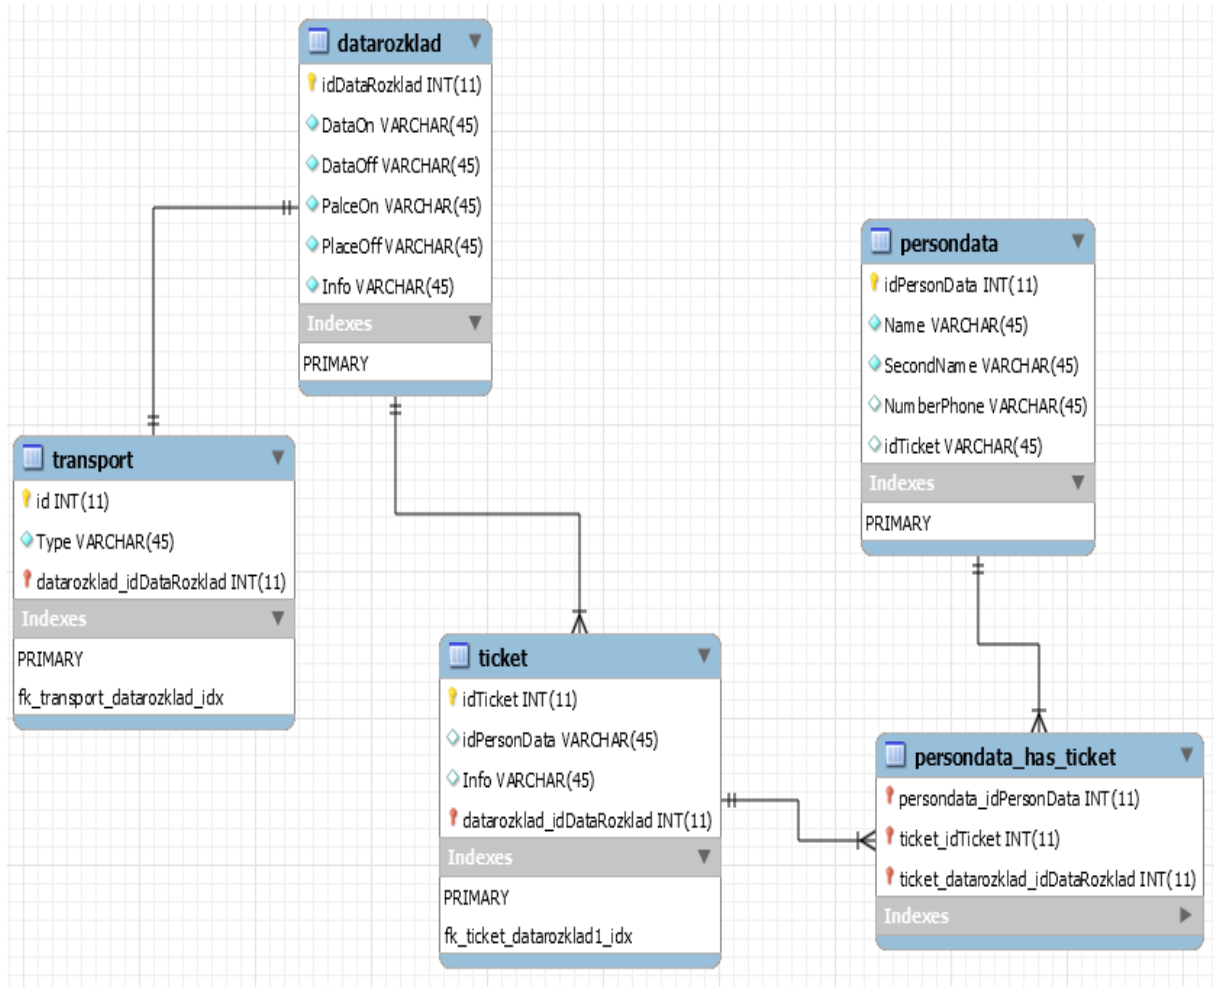 datarozklad
idDataRozklad INT(11)
DataOn VARCHAR(45)
DataOff VARCHAR(45)
PalceOn VARCHAR(45)
PlaceOff VARCHAR(45)
Info VARCHAR(45)
Indexes
PRIMARY
persondata
idPersonData INT(11)
Name VARCHAR(45)
SecondName VARCHAR(45)
NumberPhone VARCHAR(45)
idTicket VARCHAR(45)
Indexes
PRIMARY
transport
id INT(11)
Type VARCHAR(45)
datarozklad_idDataRozklad INT(11)
Indexes
PRIMARY
fk_transport_datarozklad_idx
ticket
idTicket INT(11)
idPersonData VARCHAR(45)
Info VARCHAR(45)
datarozklad_idDataRozklad INT(11)
Indexes
PRIMARY
fk_ticket_datarozklad1_idx
persondata_has_ticket
persondata_idPersonData INT(11)
ticket_idTicket INT(11)
ticket_datarozklad_idDataRozklad INT(11)
Indexes